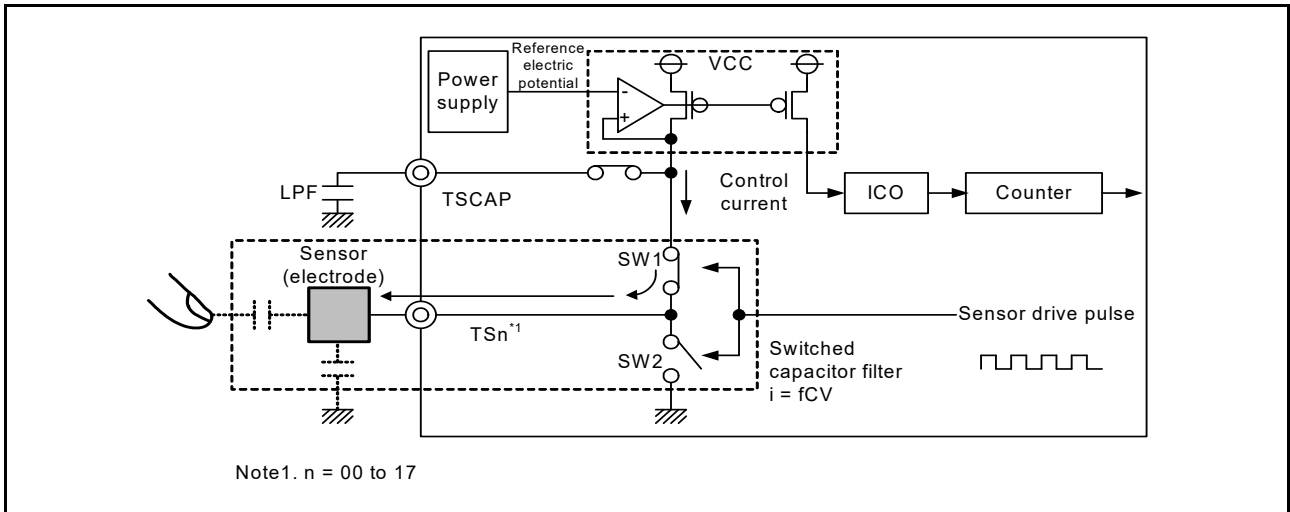 Reference
electric
potential
Power
supply
-
+
VCC
LPF
TSCAP
Control
current
ICO
Counter
Sensor
(electrode)
SW1
TSn*1
SW2
Sensor drive pulse
Switched
capacitor filter
i = fCV
Note1. n = 00 to 17